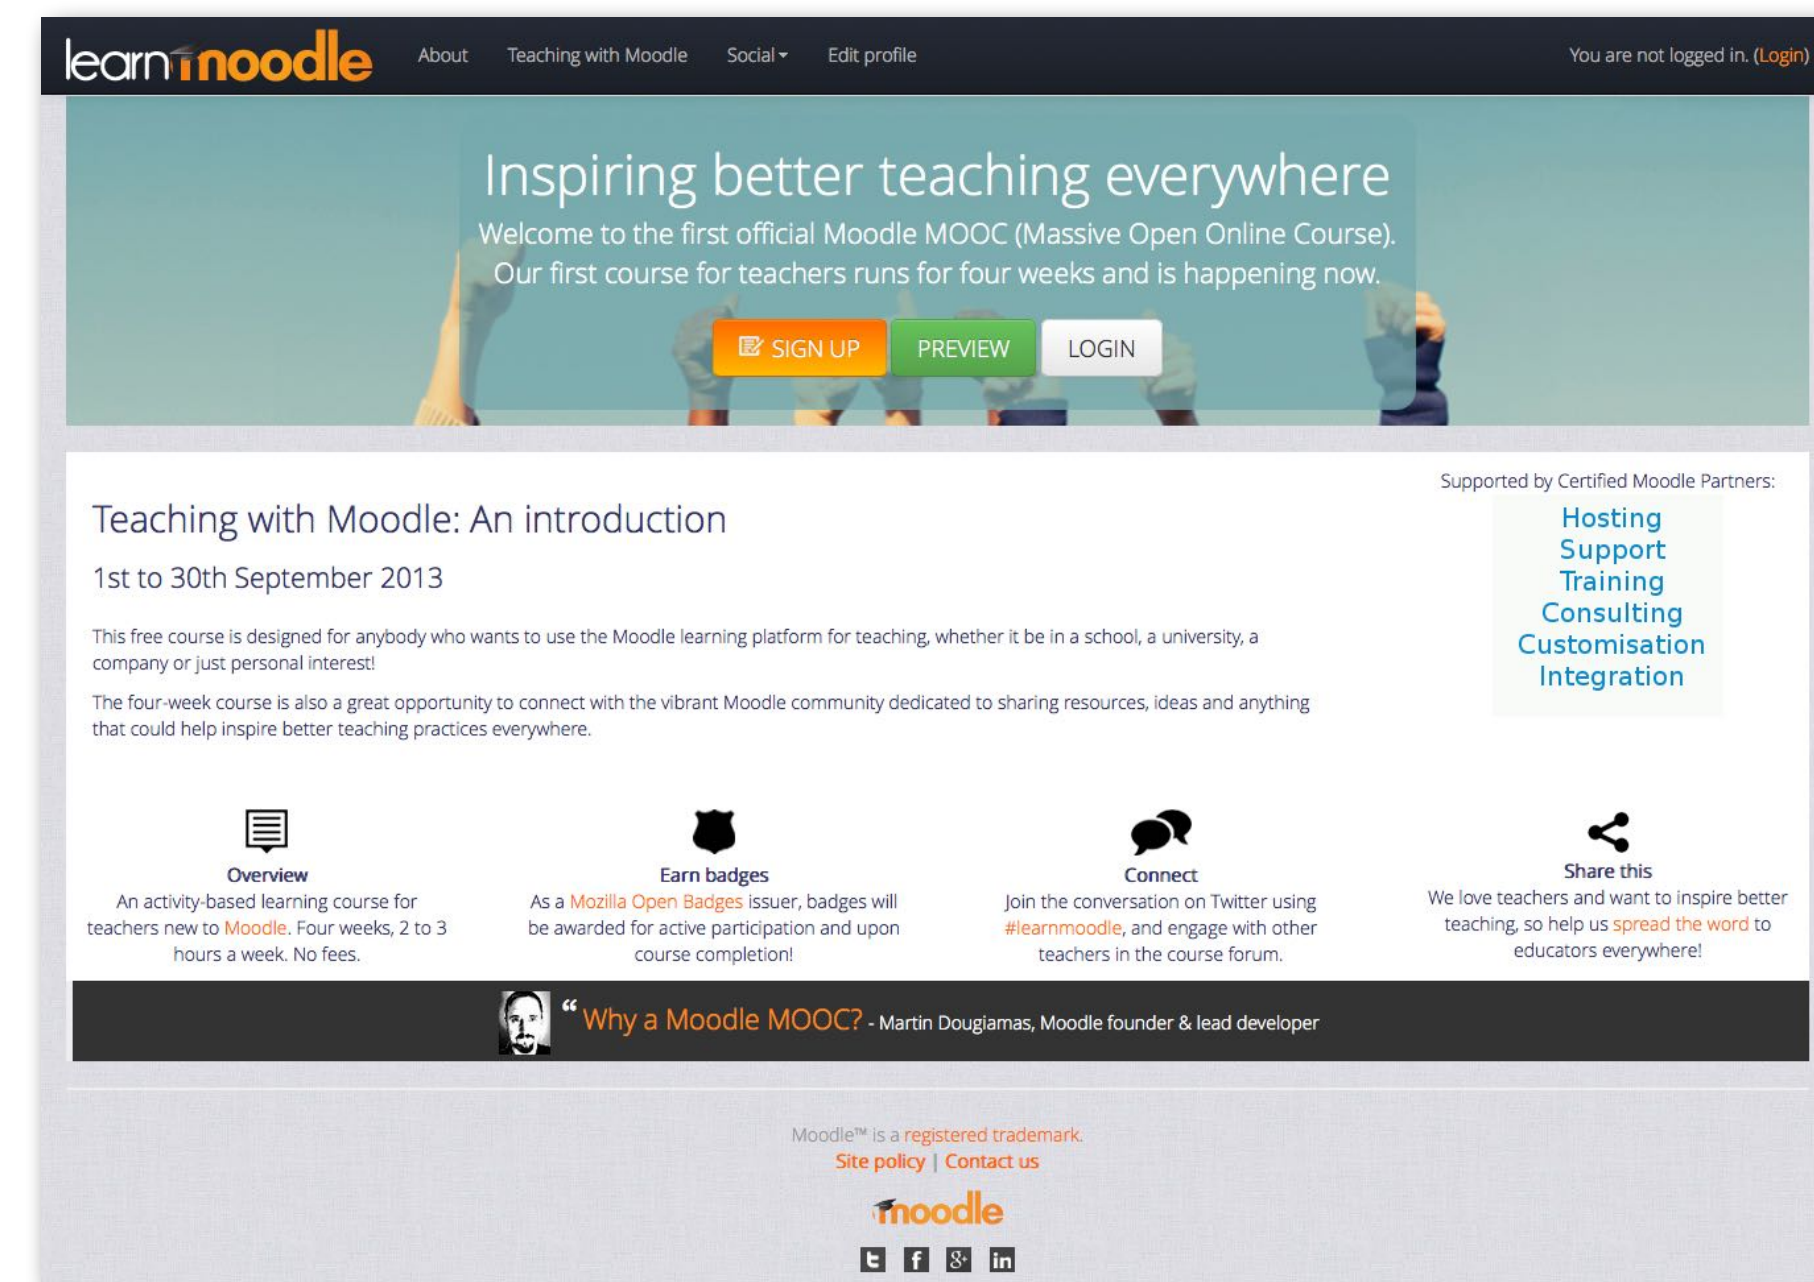 learn moodle
About Teaching with Moodle Social Edit profile
You are not logged in. (Login)
Inspiring better teaching everywhere
Welcome to the first official Moodle MOOC (Massive Open Online Course).
Our first course for teachers runs for four weeks and is happening now.
SIGN UP PREVIEW LOGIN
Teaching with Moodle: An introduction
1st to 30th September 2013
This free course is designed for anybody who wants to use the Moodle learning platform for teaching, whether it be in a school, a university, a
company or just personal interest!
The four-week course is also a great opportunity to connect with the vibrant Moodle community dedicated to sharing resources, ideas and anything
that could help inspire better teaching practices everywhere.
Supported by Certified Moodle Partners:
Hosting
Support
Training
Consulting
Customisation
Integration
Overview
An activity-based learning course for
teachers new to Moodle. Four weeks, 2 to 3
hours a week. No fees.
Earn badges
As a Mozilla Open Badges issuer, badges will
be awarded for active participation and upon
course completion!
Connect
Join the conversation on Twitter using
#learnmoodle, and engage with other
teachers in the course forum.
Share this
We love teachers and want to inspire better
teaching, so help us spread the word to
educators everywhere!
“ Why a Moodle MOOC? - Martin Dougiamas, Moodle founder & lead developer
Moodle™ is a registered trademark.
Site policy | Contact us
moodle
t f g+ in